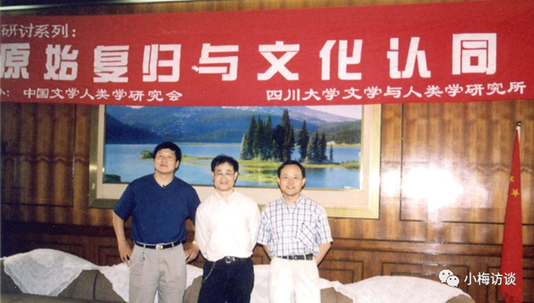 研讨系列:
原始复归与文化认同
办: 中国文学人类学研究会 四川大学文学与人类学研究所
小梅访谈